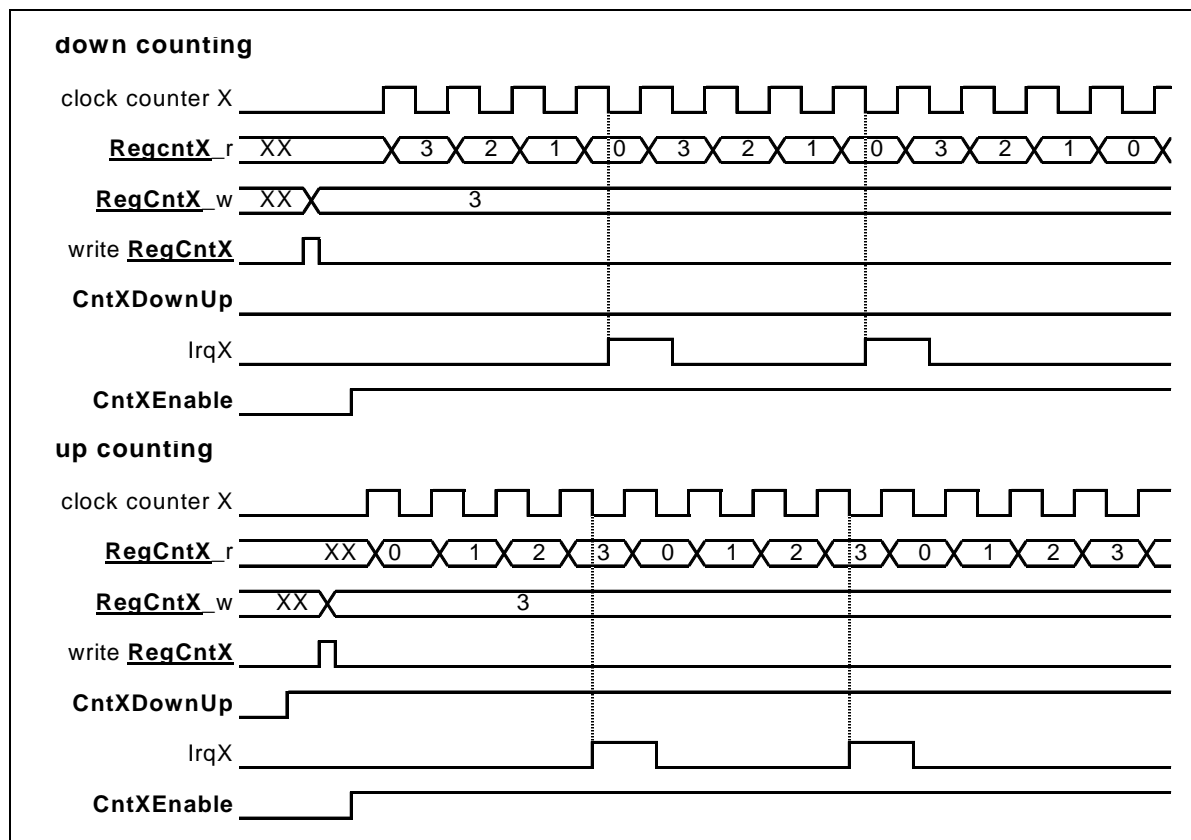 down counting
clock counter X
RegcntX_r XX 3 2 1 0 3 2 1 0 3 2 1 0
RegCntX_w XX 3
write RegCntX
CntXDownUp
IrqX
CntXEnable
up counting
clock counter X
RegCntX_r XX 0 1 2 3 0 1 2 3 0 1 2 3
RegCntX_w XX 3
write RegCntX
CntXDownUp
IrqX
CntXEnable